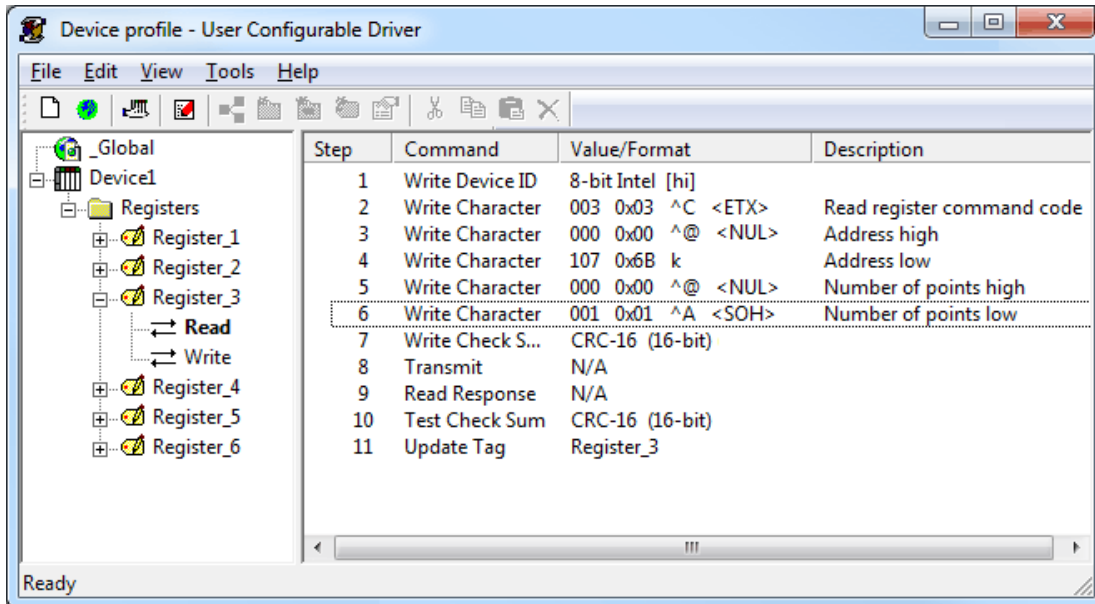 Device profile - User Configurable Driver
File Edit View Tools Help
_Global
Device1
Registers
Register_1
Register_2
Register_3
Read
Write
Register_4
Register_5
Register_6
Step Command Value/Format Description
1 Write Device ID 8-bit Intel [hi]
2 Write Character 003 0x03 ^C <ETX> Read register command code
3 Write Character 000 0x00 ^@ <NUL> Address high
4 Write Character 107 0x6B k Address low
5 Write Character 000 0x00 ^@ <NUL> Number of points high
6 Write Character 001 0x01 ^A <SOH> Number of points low
7 Write Check S... CRC-16 (16-bit)
8 Transmit N/A
9 Read Response N/A
10 Test Check Sum CRC-16 (16-bit)
11 Update Tag Register_3
Ready